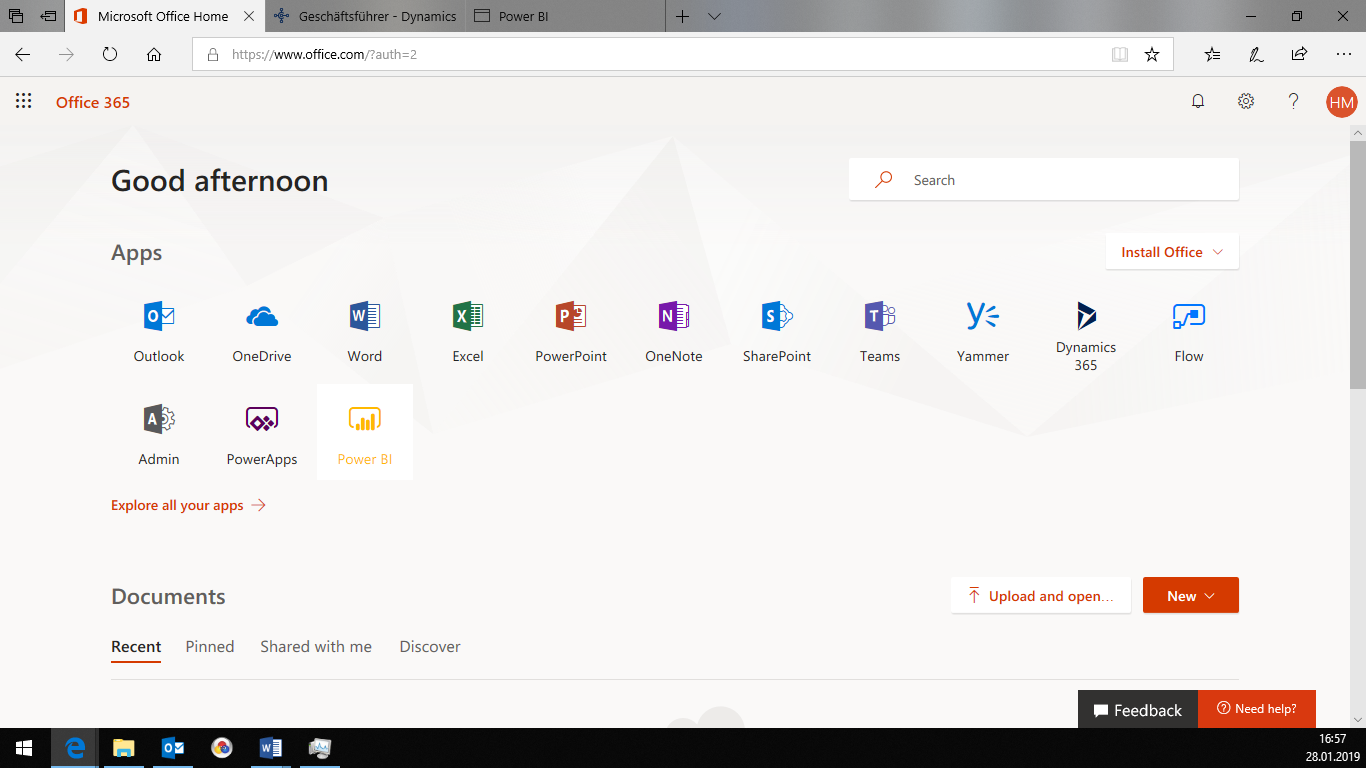 Microsoft Office Home
Geschäftsführer - Dynamics
Power BI
https://www.office.com/?auth=2
Office 365
HM
Good afternoon
Search
Apps
Install Office
Outlook
OneDrive
Word
Excel
PowerPoint
OneNote
SharePoint
Teams
Yammer
Dynamics
365
Flow
Admin
PowerApps
Power BI
Explore all your apps
Documents
Upload and open...
New
Recent
Pinned
Shared with me
Discover
Feedback
Need help?
16:57
28.01.2019